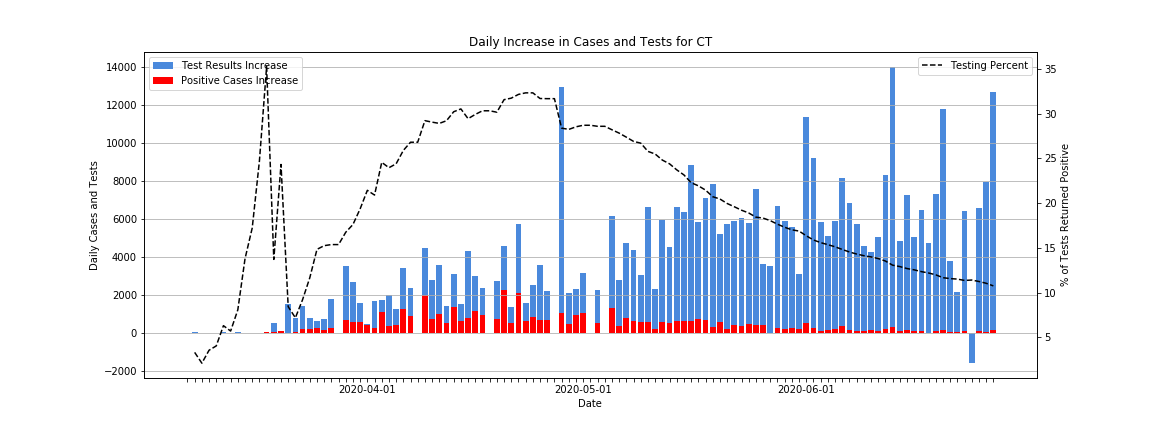 Daily Increase in Cases and Tests for CT
Test Results Increase
Positive Cases Increase
Testing Percent
14000
12000
10000
8000
6000
4000
2000
0
−2000
Daily Cases and Tests
35
30
25
20
15
10
5
% of Tests Returned Positive
2020-04-01
2020-05-01
2020-06-01
Date